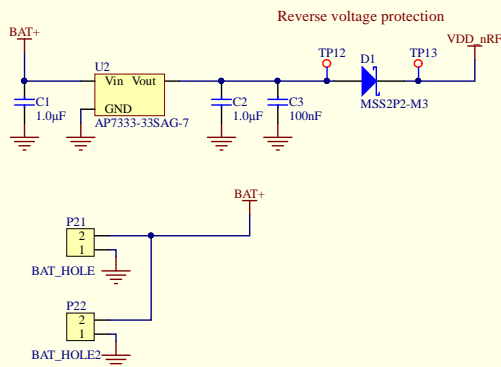 Reverse voltage protection
BAT+
VDD_nRF
U2
TP12
D1
TP13
Vin Vout
GND
AP7333-33SAG-7
MSS2P2-M3
C1
1.0µF
C2
1.0µF
C3
100nF
BAT+
P21
2
1
BAT_HOLE
P22
2
1
BAT_HOLE2